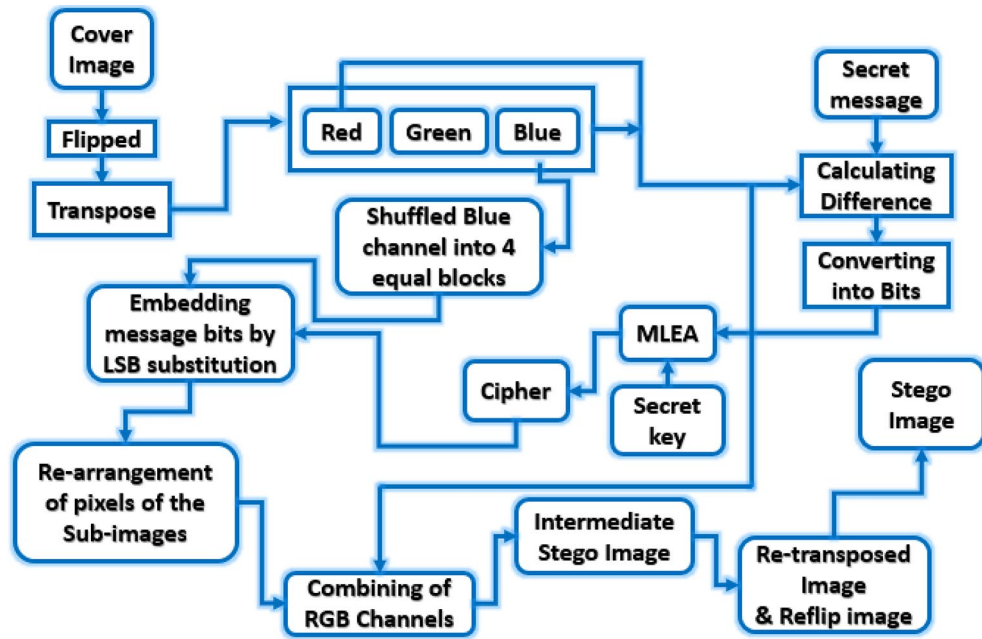 Cover
Image
Flipped
Transpose
Red
Green
Blue
Secret
message
Calculating
Difference
Converting
into Bits
Shuffled Blue
channel into 4
equal blocks
Embedding
message bits by
LSB substitution
MLEA
Cipher
Secret
key
Stego
Image
Re-arrangement
of pixels of the
Sub-images
Combining of
RGB Channels
Intermediate
Stego Image
Re-transposed
Image
& Reflip image